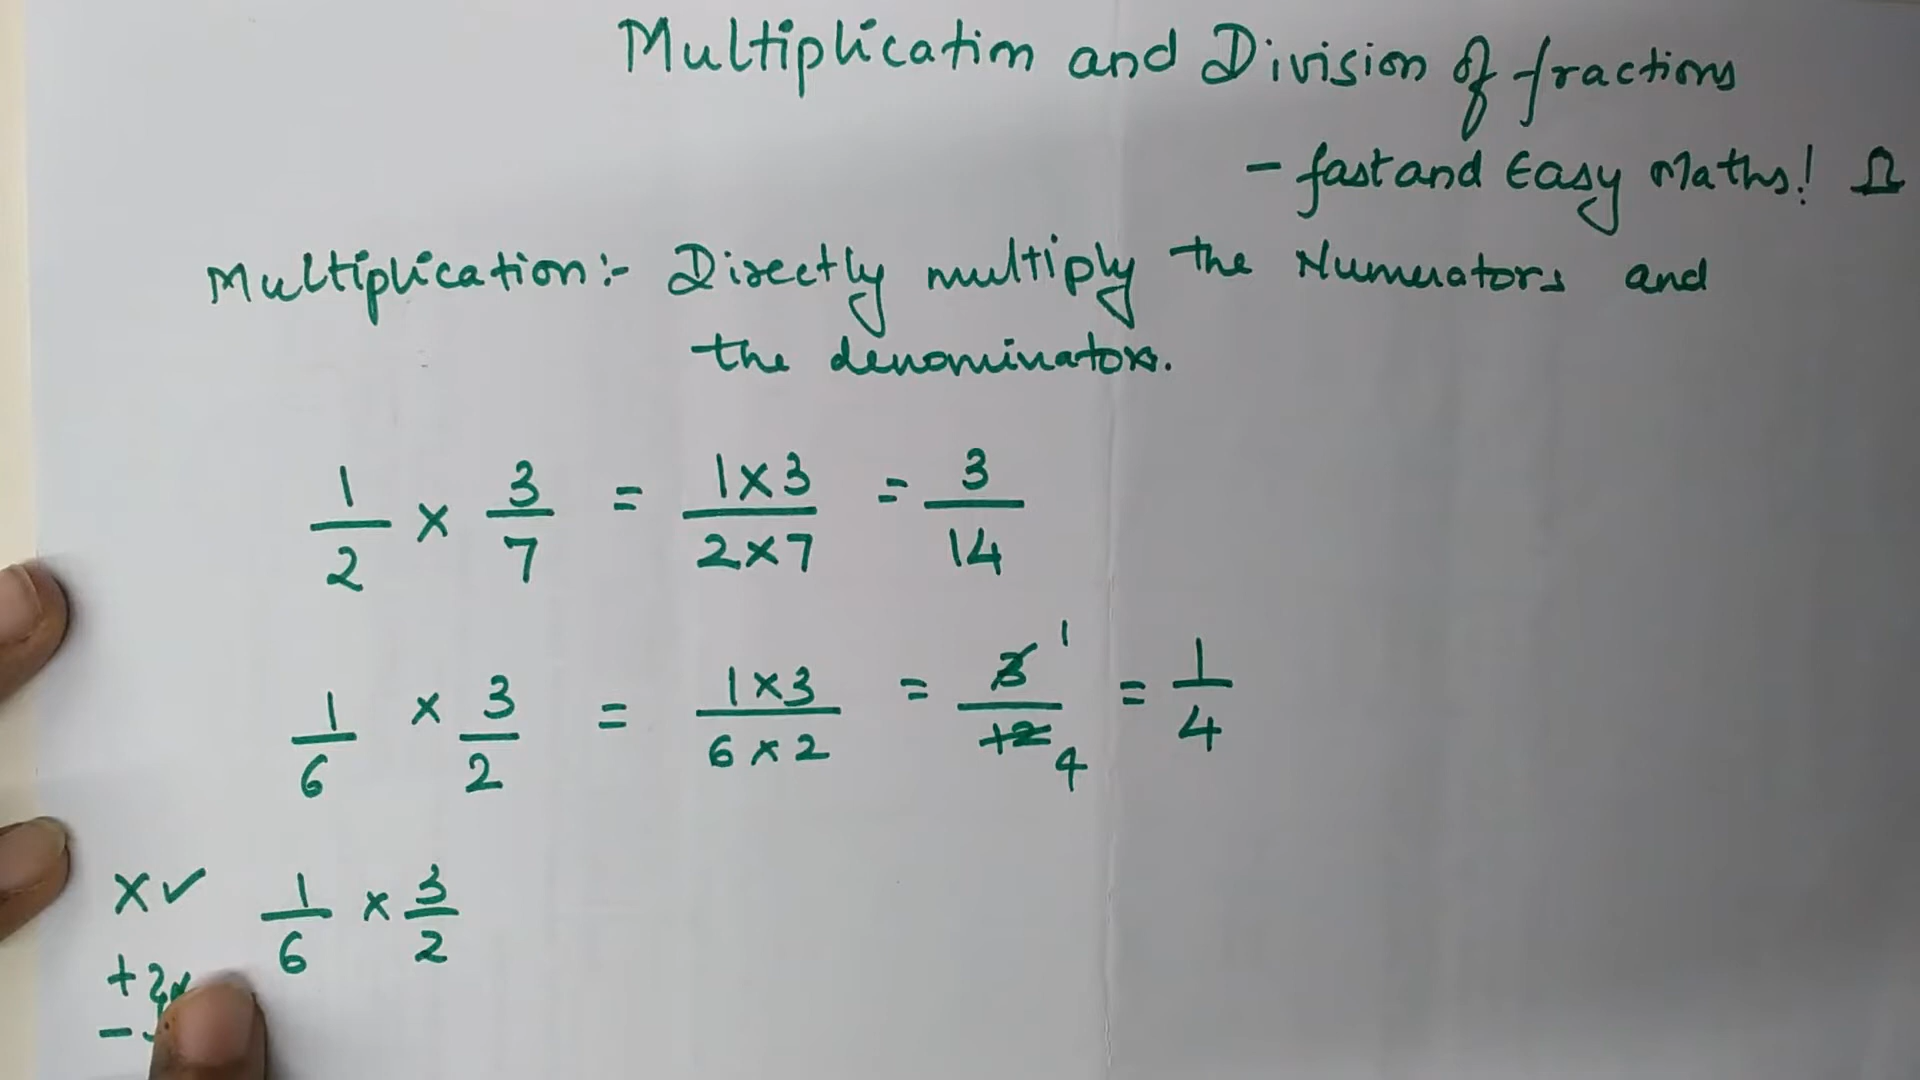 Multiplication and Division of fractions
- fast and Easy Maths! Ω
Multiplication:- Directly multiply the Numerators and
the denominators.
1/2 × 3/7 = 1×3/2×7 = 3/14
1/6 × 3/2 = 1×3/6×2 = 3/12 1/4 = 1/4
×✓ 1/6 × 3/2
+
-